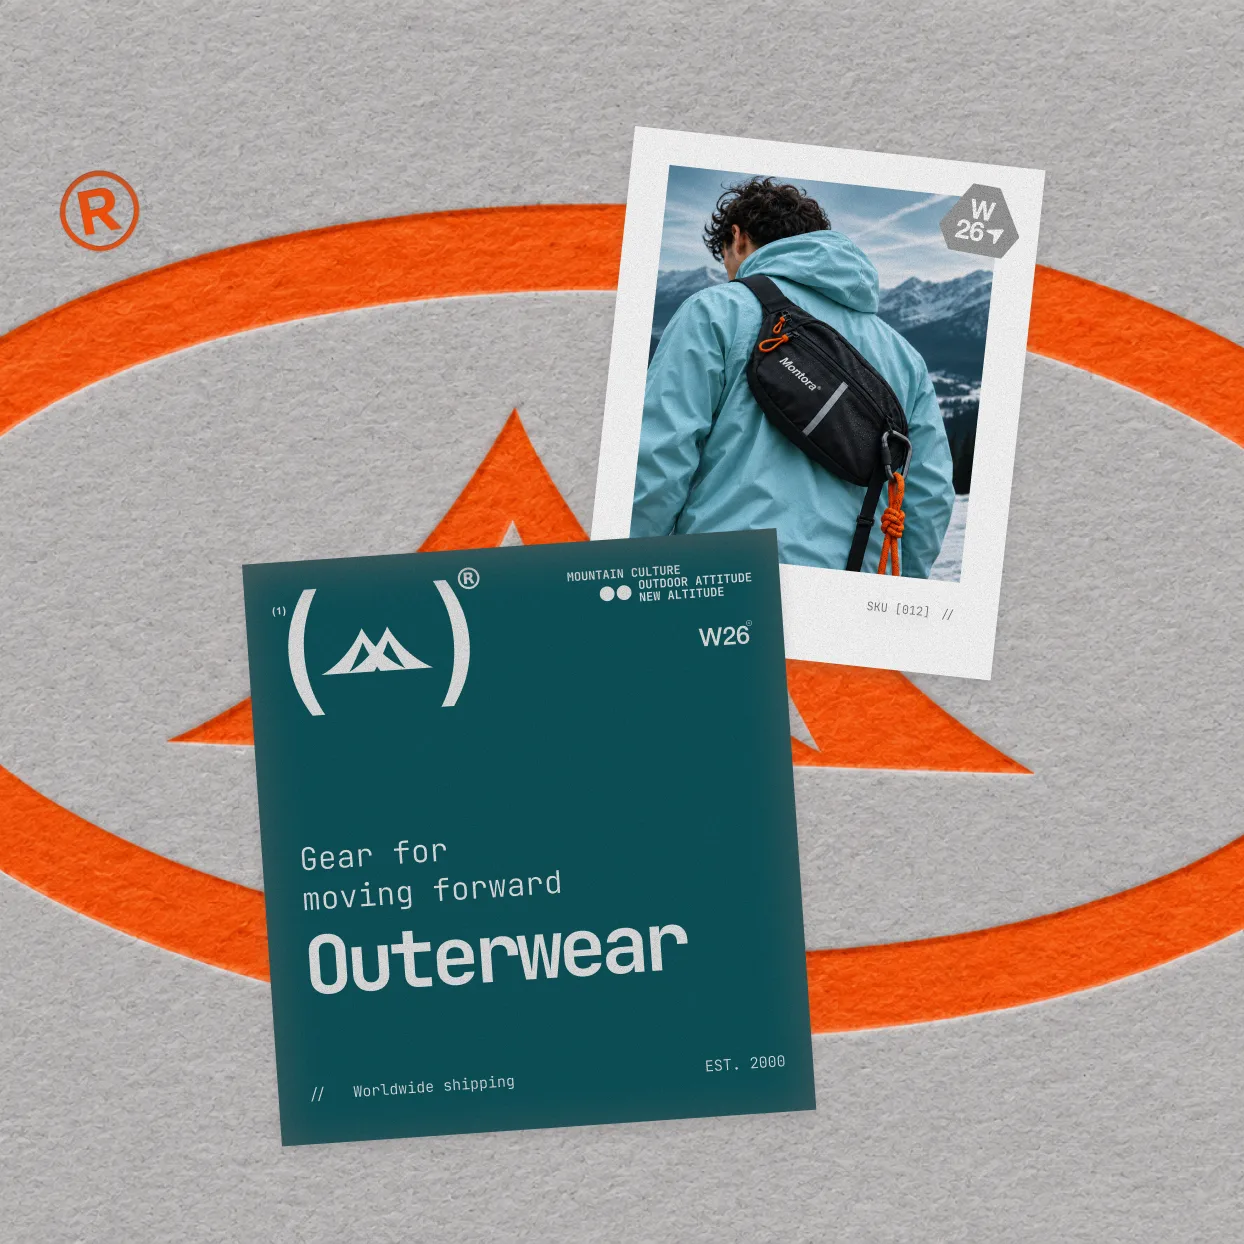 ®
W
26
Montora®
SKU [012] //
(1)
®
MOUNTAIN CULTURE
OUTDOOR ATTITUDE
NEW ALTITUDE
W26®
Gear for
moving forward
Outerwear
EST. 2000
// Worldwide shipping